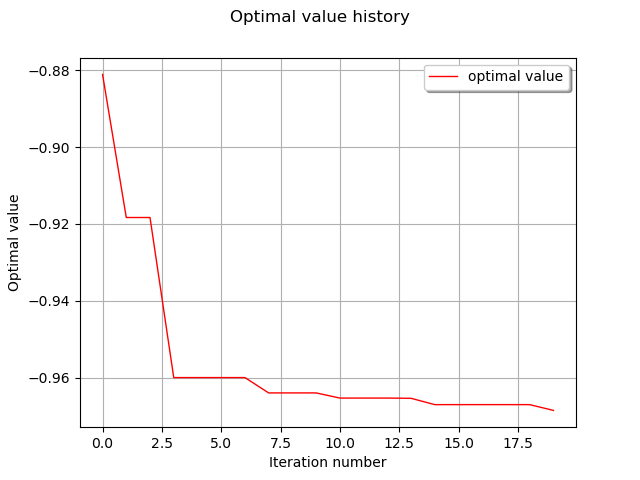 Optimal value history
optimal value
Optimal value
−0.88
−0.90
−0.92
−0.94
−0.96
0.0 2.5 5.0 7.5 10.0 12.5 15.0 17.5
Iteration number